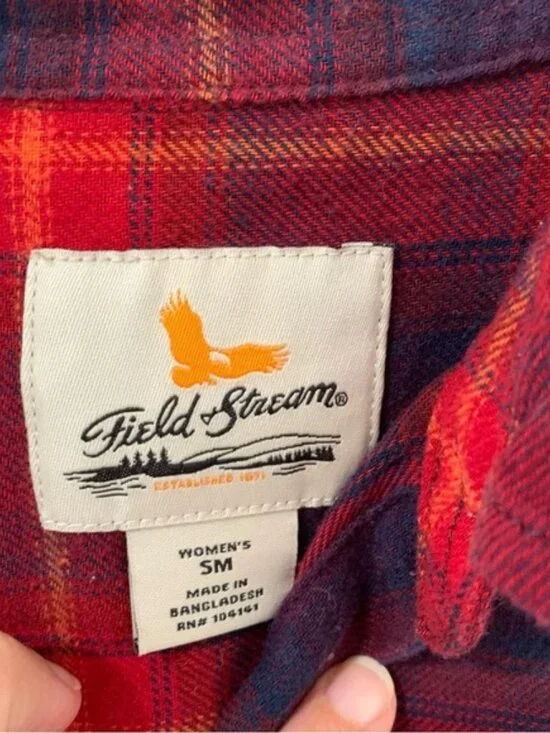 Field & Stream®
ESTABLISHED 1871
WOMEN'S
SM
MADE IN
BANGLADESH
RN# 104141